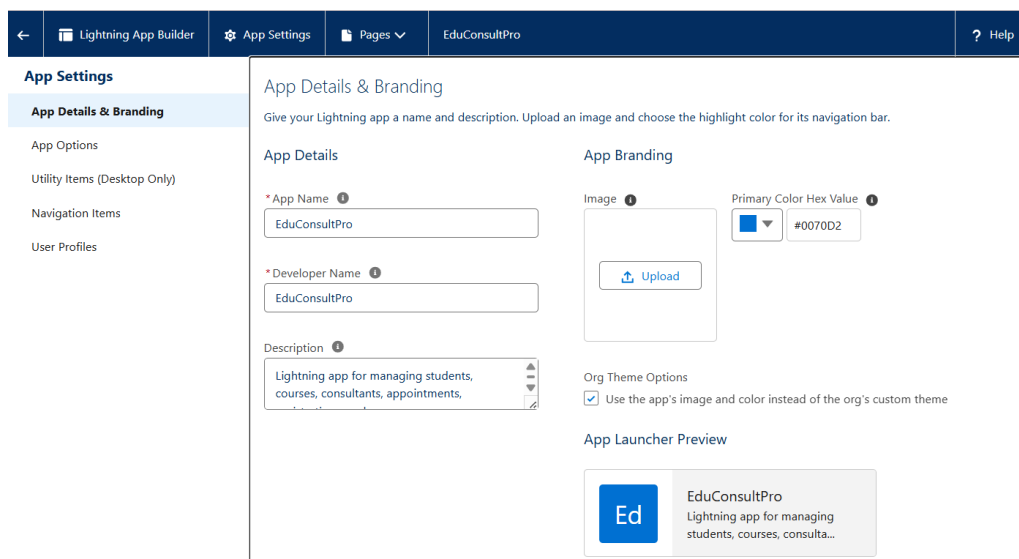 Lightning App Builder
App Settings
Pages
EduConsultPro
? Help
App Settings
App Details & Branding
App Options
Utility Items (Desktop Only)
Navigation Items
User Profiles
App Details & Branding
Give your Lightning app a name and description. Upload an image and choose the highlight color for its navigation bar.
App Details
*App Name
EduConsultPro
*Developer Name
EduConsultPro
Description
Lightning app for managing students,
courses, consultants, appointments,
App Branding
Image
Upload
Primary Color Hex Value
#0070D2
Org Theme Options
Use the app's image and color instead of the org's custom theme
App Launcher Preview
Ed
EduConsultPro
Lightning app for managing
students, courses, consulta...